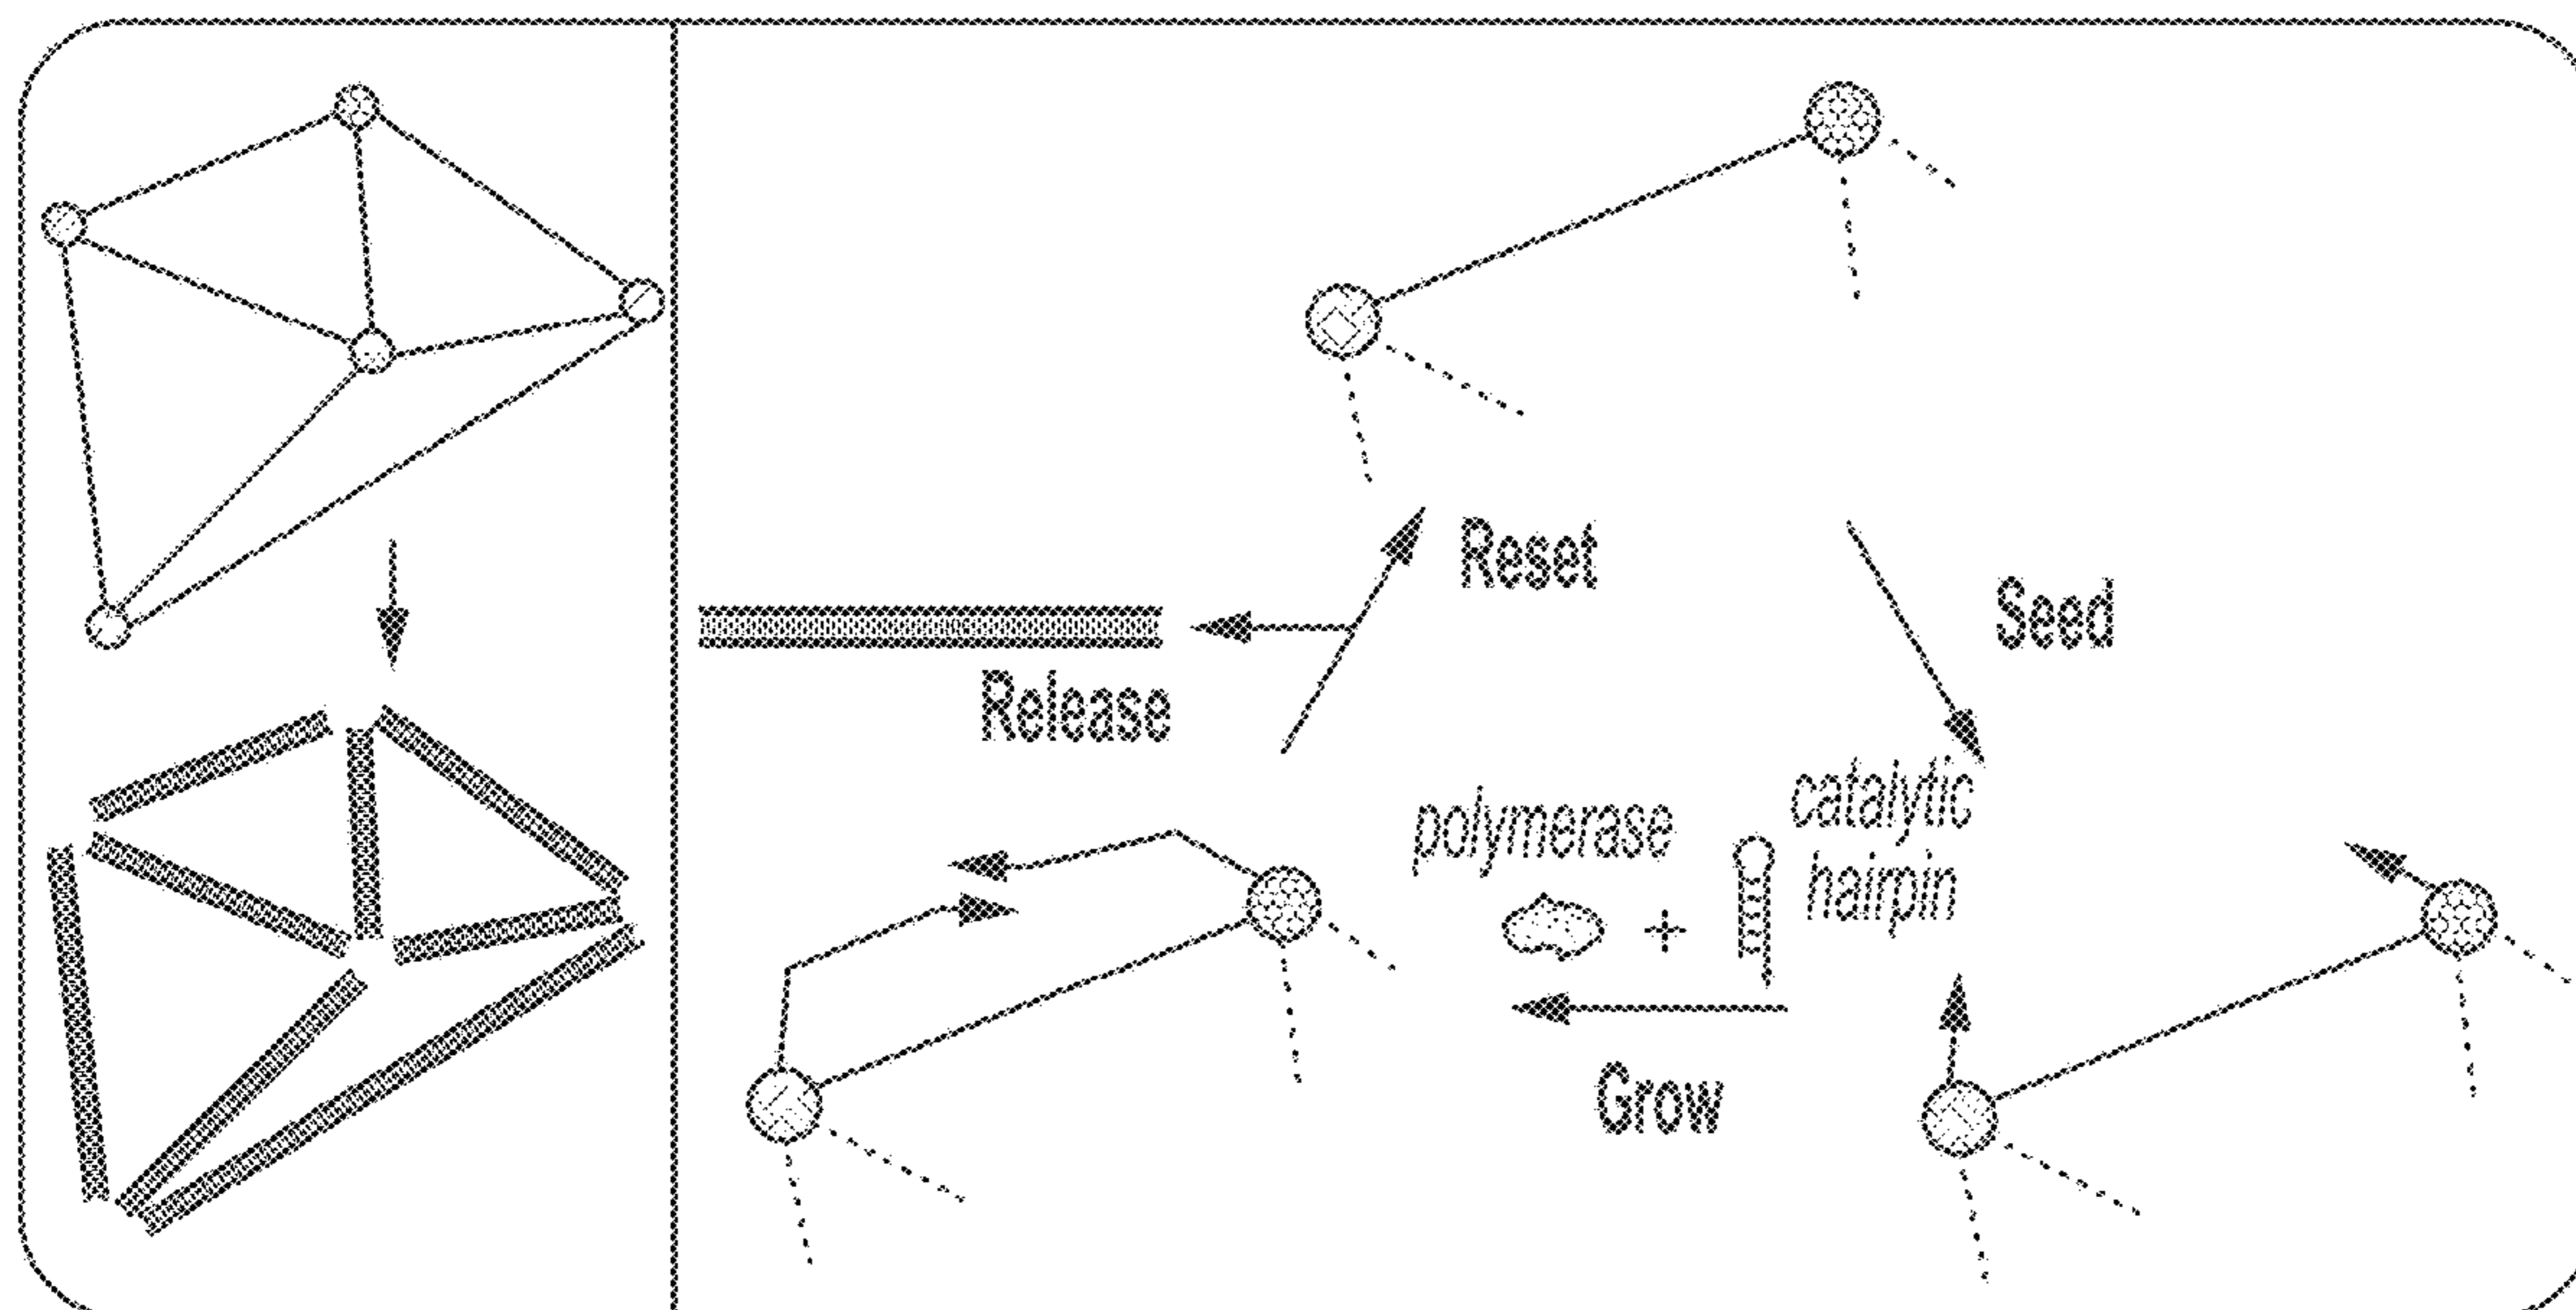 Reset
Seed
Release
polymerase
catalytic
hairpin
+
Grow